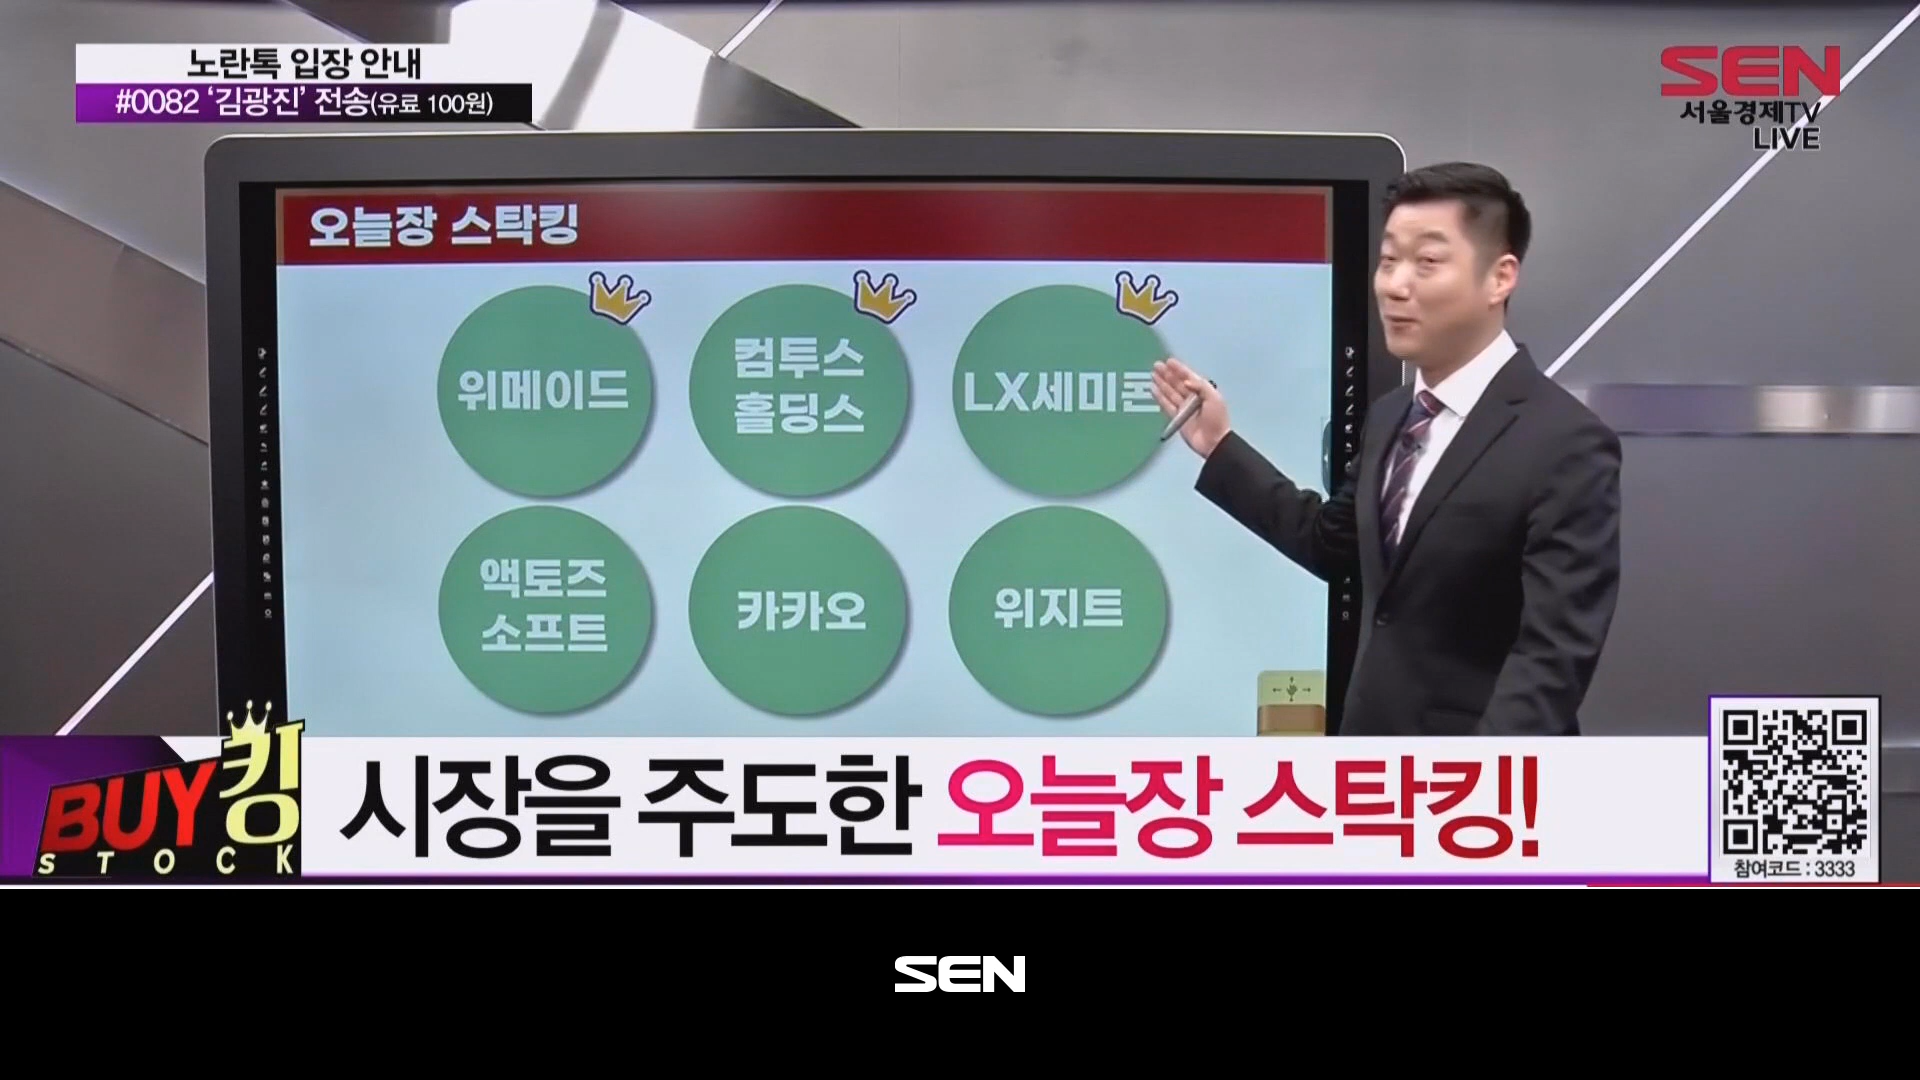 노란톡 입장 안내
#0082 ‘김광진’ 전송(유료 100원)
SEN
서울경제TV
LIVE
오늘장 스탁킹
위메이드
컴투스
홀딩스
LX세미콘
액토즈
소프트
카카오
위지트
BUY킹
STOCK
시장을 주도한 오늘장 스탁킹!
참여코드 : 3333
SEN